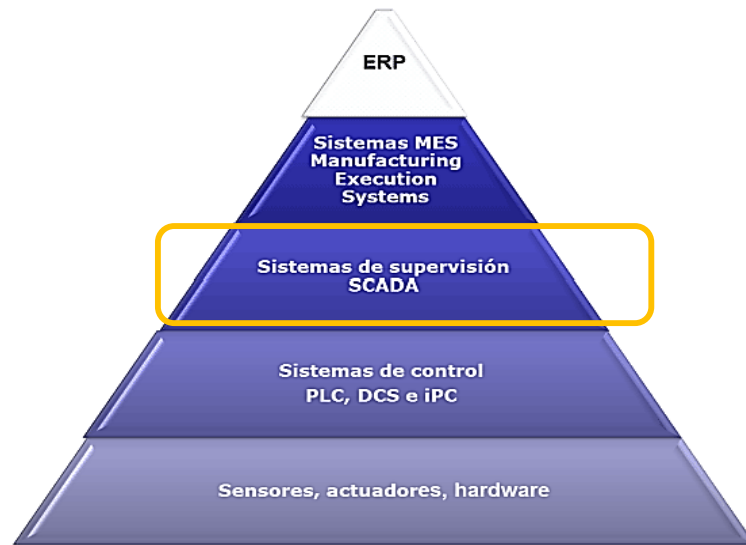 ERP
Sistemas MES
Manufacturing
Execution
Systems
Sistemas de supervisión
SCADA
Sistemas de control
PLC, DCS e iPC
Sensores, actuadores, hardware